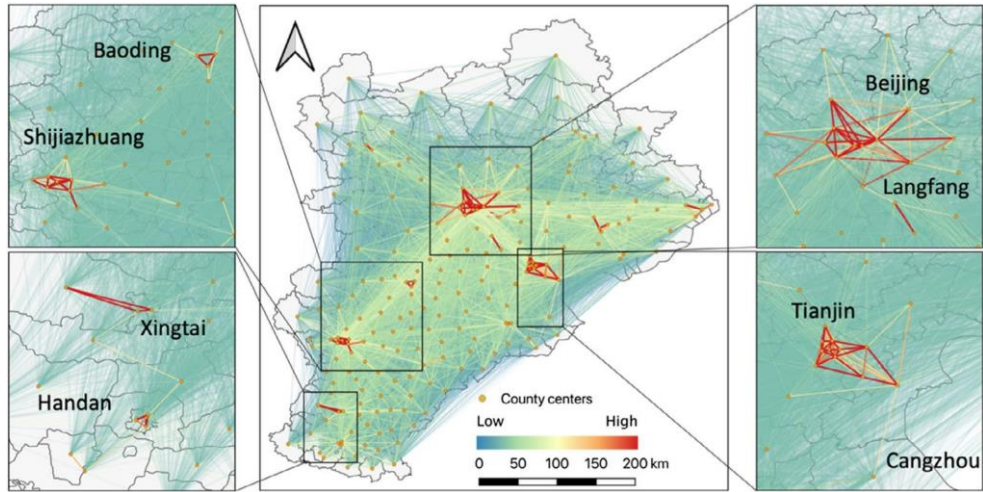 Baoding
Shijiazhuang
Xingtai
Handan
County centers
Low High
0 50 100 150 200 km
Beijing
Langfang
Tianjin
Cangzhou